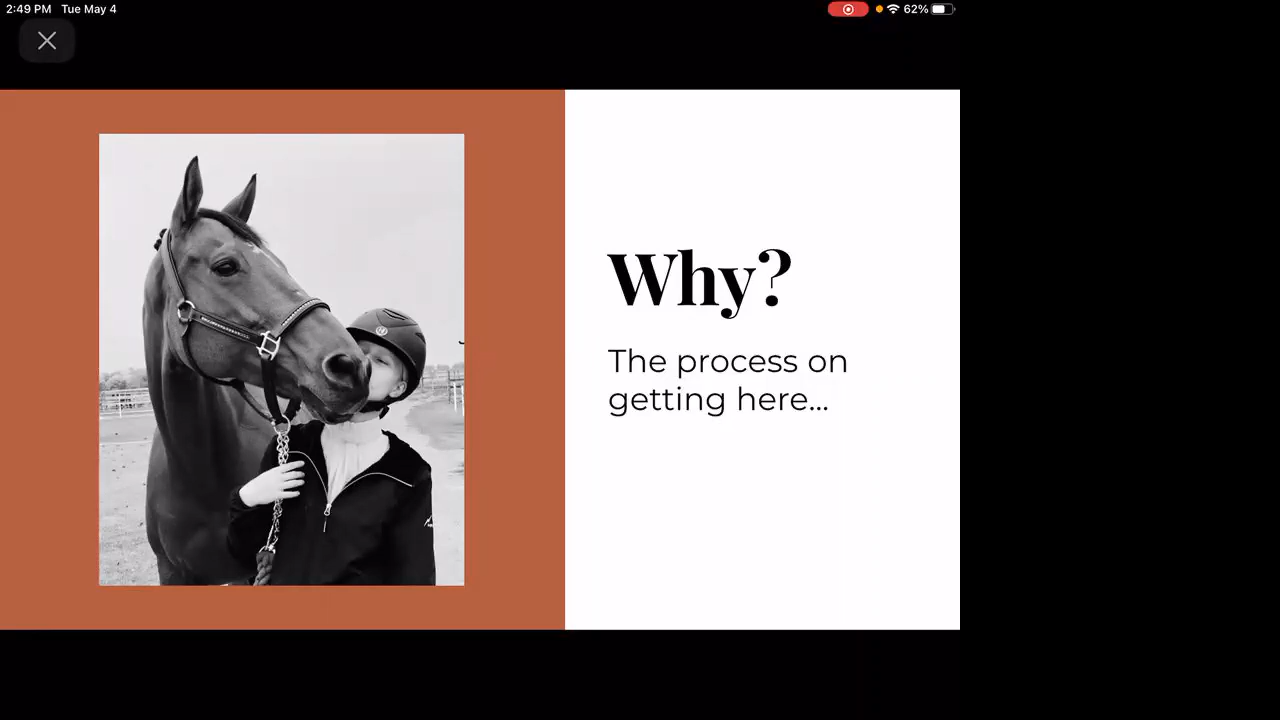 2:49 PM Tue May 4
62%
Why?
The process on
getting here...